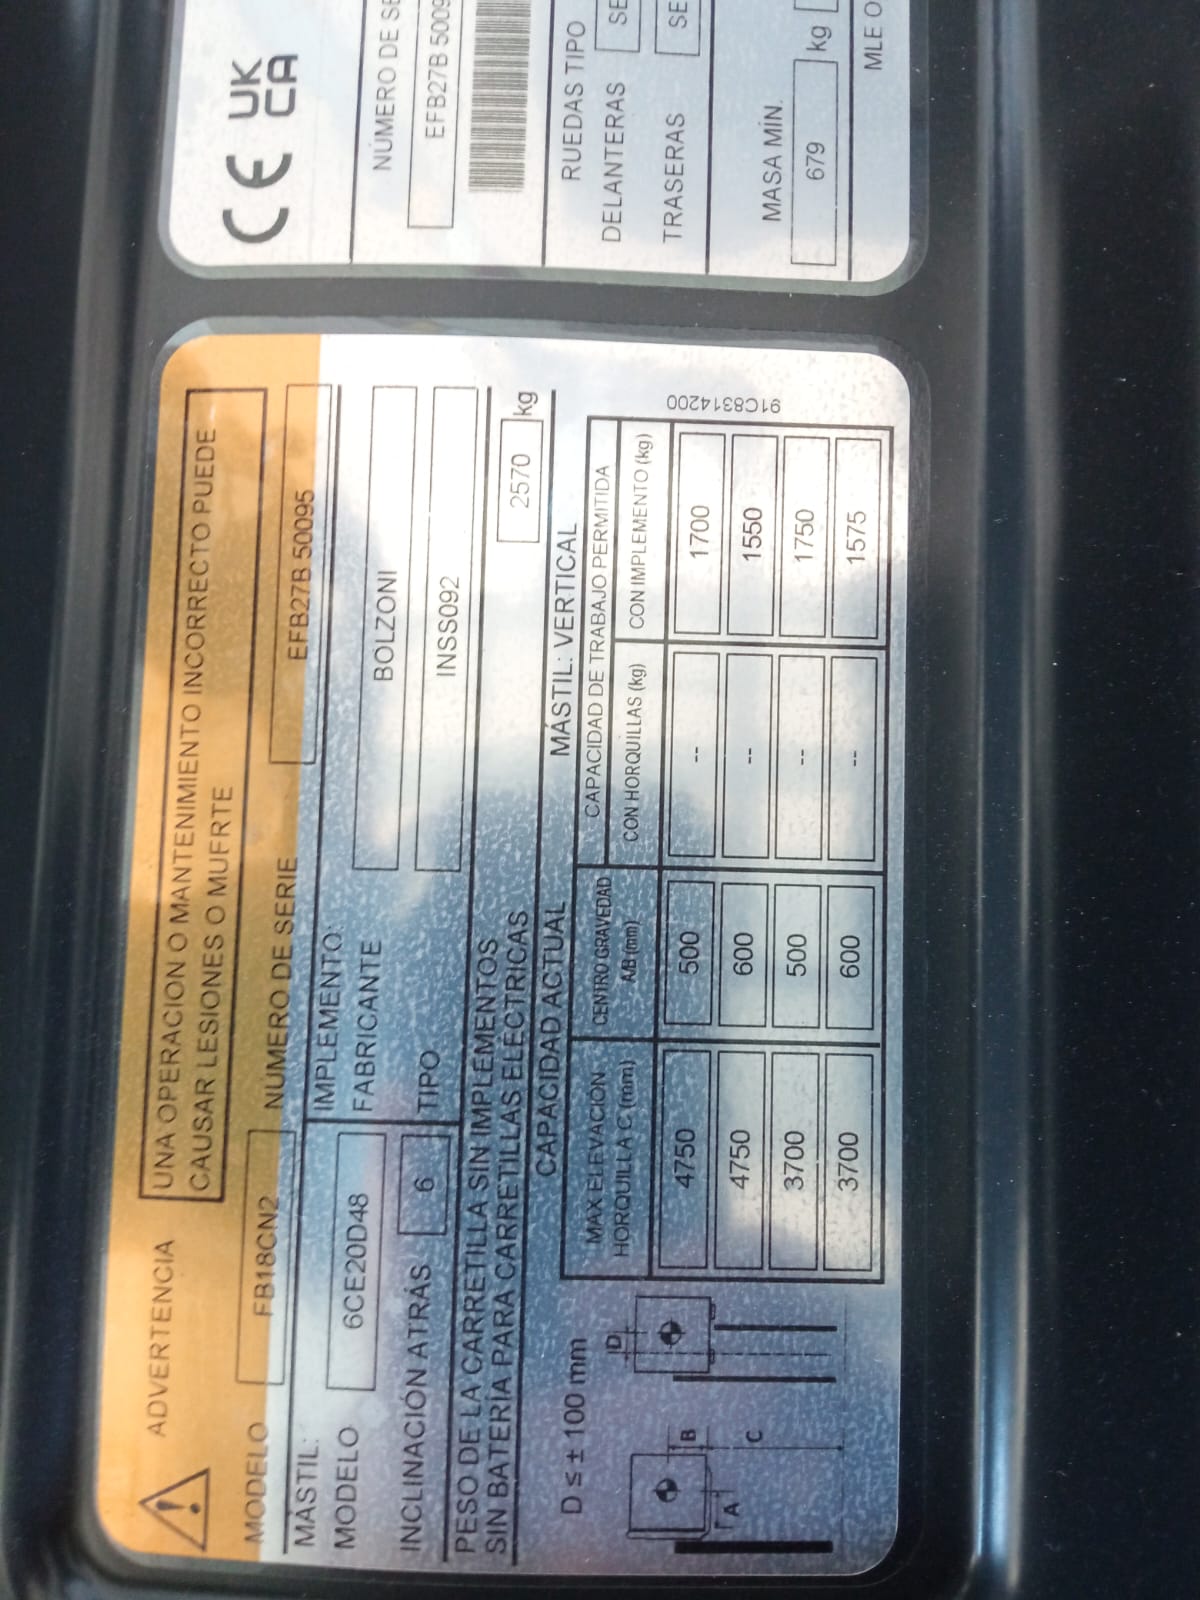 ADVERTENCIA
UNA OPERACION O MANTENIMIENTO INCORRECTO PUEDE
CAUSAR LESIONES O MUFRTE
MODELO FB18CN2 NUMERO DE SERIE EFB27B 50095
MÁSTIL: IMPLEMENTO:
MODELO 6CE20D48 FABRICANTE BOLZONI
INCLINACIÓN ATRÁS 6 TIPO INSS092
PESO DE LA CARRETILLA SIN IMPLEMENTOS
SIN BATERÍA PARA CARRETILLAS ELECTRICAS 2570 kg
CAPACIDAD ACTUAL MÁSTIL: VERTICAL
D ≤ ± 100 mm
MAX ELEVACIÓN HORQUILLA C (mm) CENTRO GRAVEDAD A/B (mm) CAPACIDAD DE TRABAJO PERMITIDA
CON HORQUILLAS (kg) CON IMPLEMENTO (kg)
4750 500 -- 1700
4750 600 -- 1550
3700 500 -- 1750
3700 600 -- 1575
A B C D
91C8314200
CE UK CA
NÚMERO DE SE
EFB27B 5009
RUEDAS TIPO
DELANTERAS SE
TRASERAS SE
MASA MÍN.
679 kg
MLE O